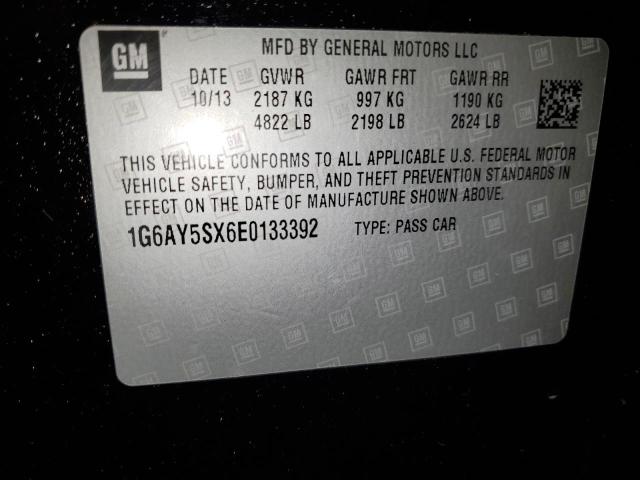 GM
MFD BY GENERAL MOTORS LLC
DATE GVWR GAWR FRT GAWR RR
10/13 2187 KG 997 KG 1190 KG
4822 LB 2198 LB 2624 LB
THIS VEHICLE CONFORMS TO ALL APPLICABLE U.S. FEDERAL MOTOR
VEHICLE SAFETY, BUMPER, AND THEFT PREVENTION STANDARDS IN
EFFECT ON THE DATE OF MANUFACTURE SHOWN ABOVE.
1G6AY5SX6E0133392 TYPE: PASS CAR